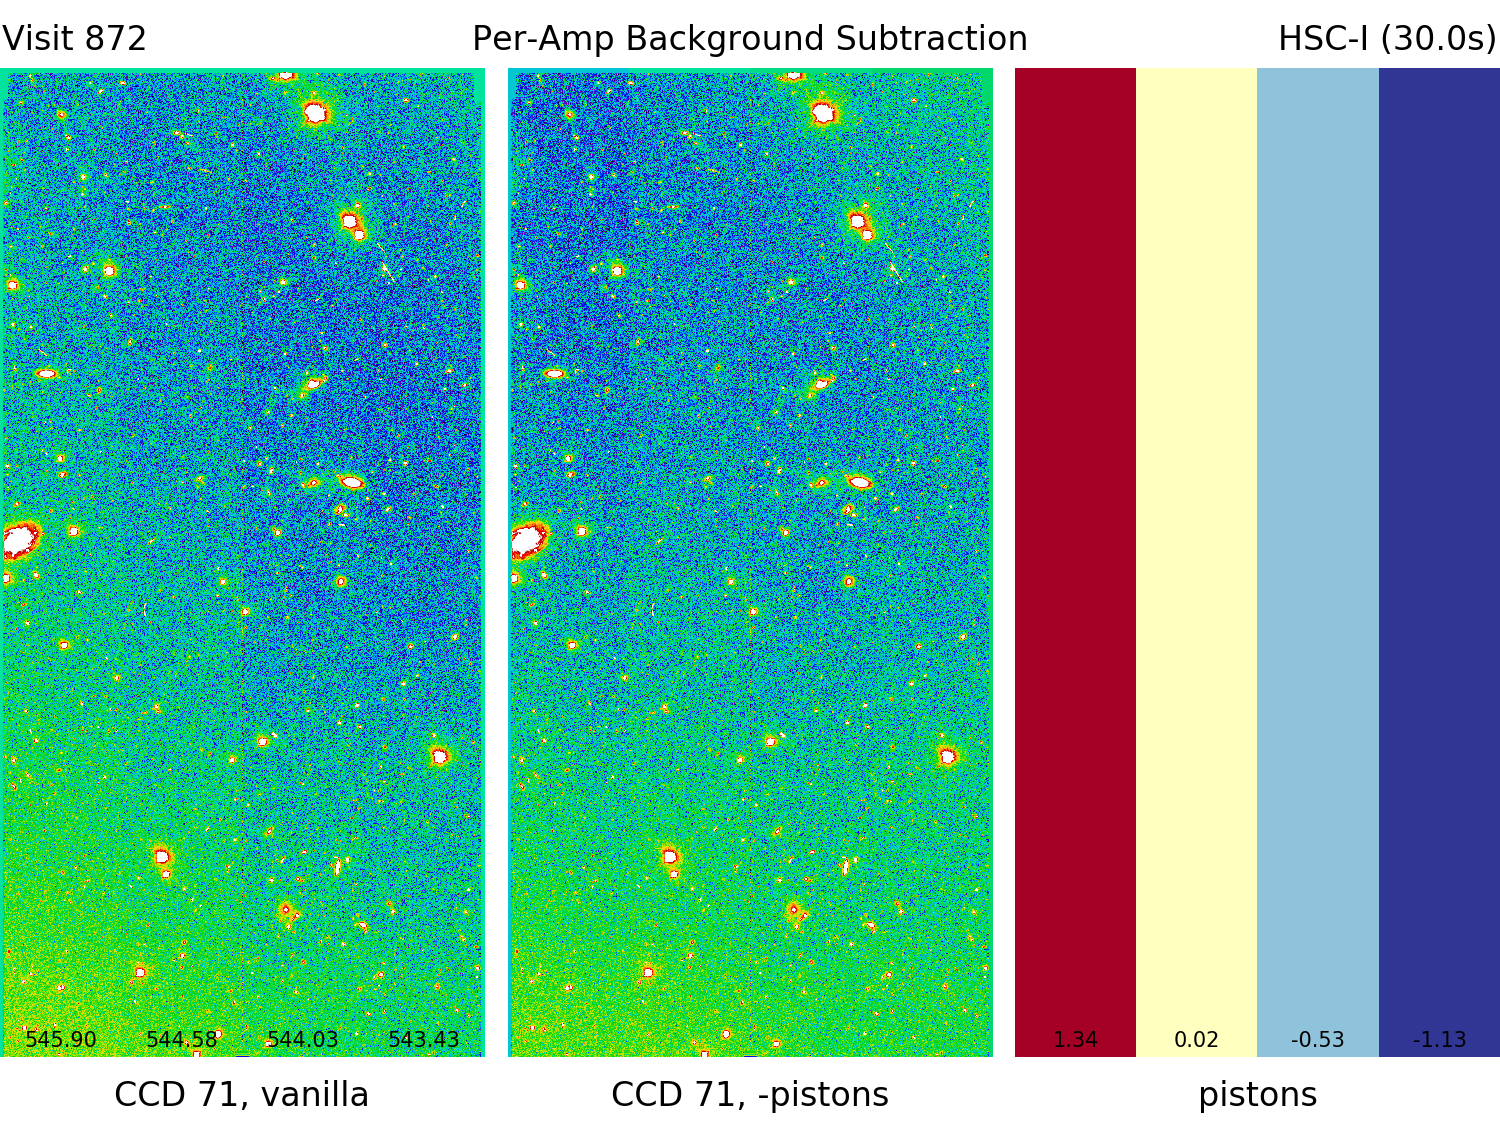 Visit 872 Per-Amp Background Subtraction HSC-I (30.0s)
545.90 544.58 544.03 543.43 1.34 0.02 -0.53 -1.13
CCD 71, vanilla CCD 71, -pistons pistons